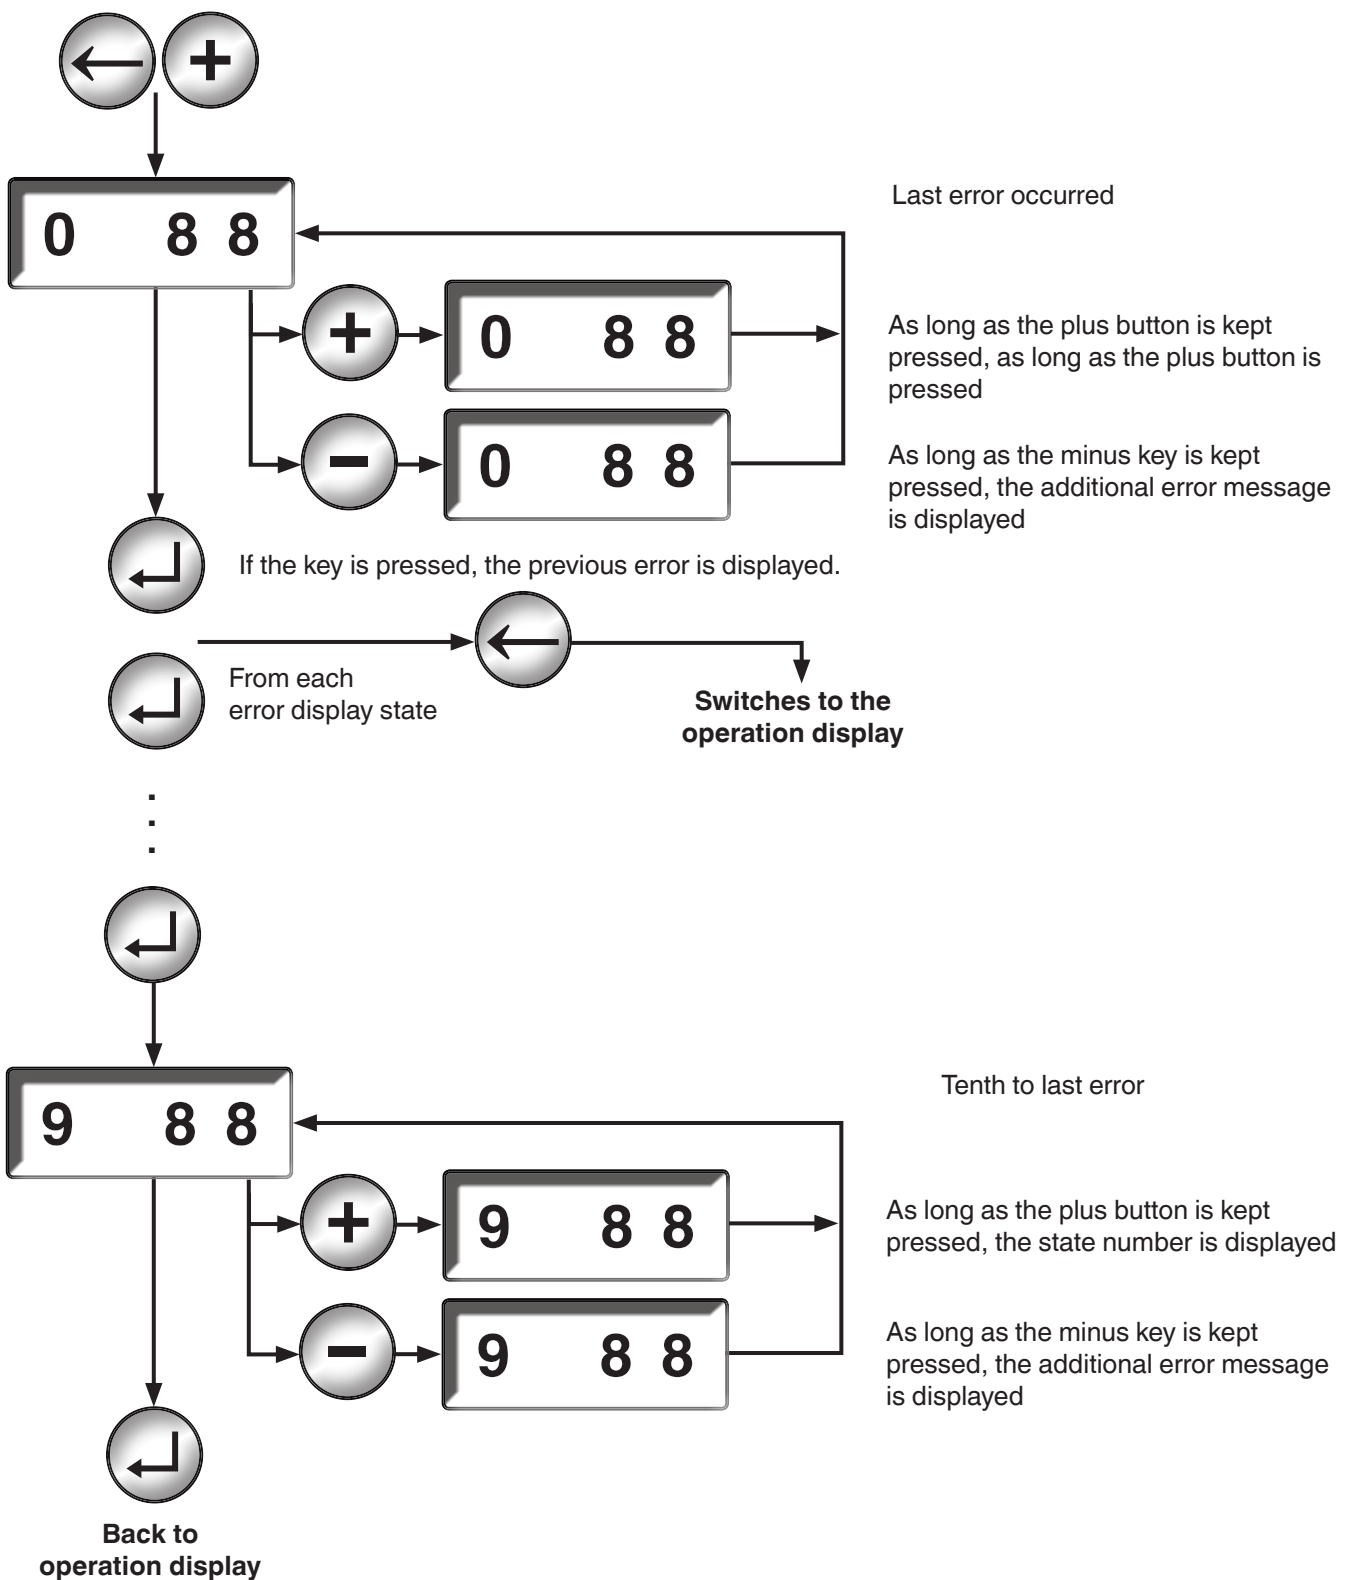 0 8 8
Last error occurred
0 8 8
As long as the plus button is kept
pressed, as long as the plus button is
pressed
0 8 8
As long as the minus key is kept
pressed, the additional error message
is displayed
If the key is pressed, the previous error is displayed.
From each
error display state
Switches to the
operation display
.
.
.
9 8 8
Tenth to last error
9 8 8
As long as the plus button is kept
pressed, the state number is displayed
9 8 8
As long as the minus key is kept
pressed, the additional error message
is displayed
Back to
operation display